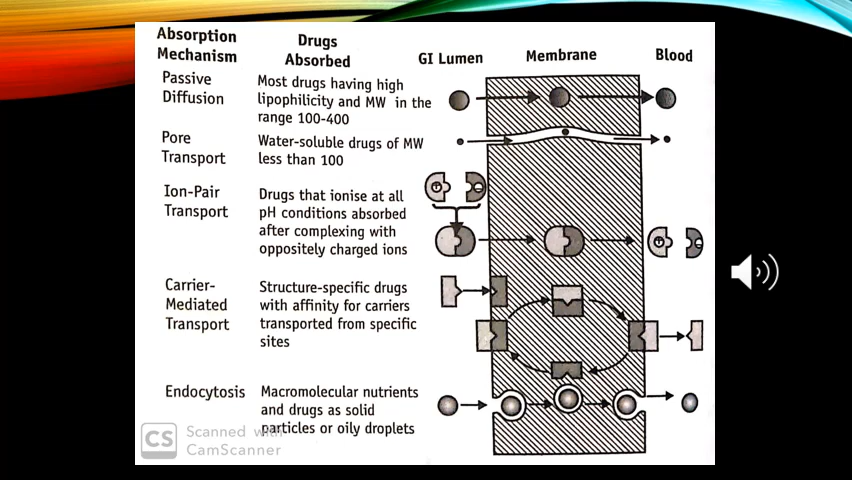 Absorption Mechanism
Drugs Absorbed
GI Lumen
Membrane
Blood
Passive
Diffusion
Most drugs having high
lipophilicity and MW in the
range 100-400
Pore
Transport
Water-soluble drugs of MW
less than 100
Ion-Pair
Transport
Drugs that ionise at all
pH conditions absorbed
after complexing with
oppositely charged ions
Carrier-
Mediated
Transport
Structure-specific drugs
with affinity for carriers
transported from specific
sites
Endocytosis
Macromolecular nutrients
and drugs as solid
particles or oily droplets
CS
Scanned with
CamScanner